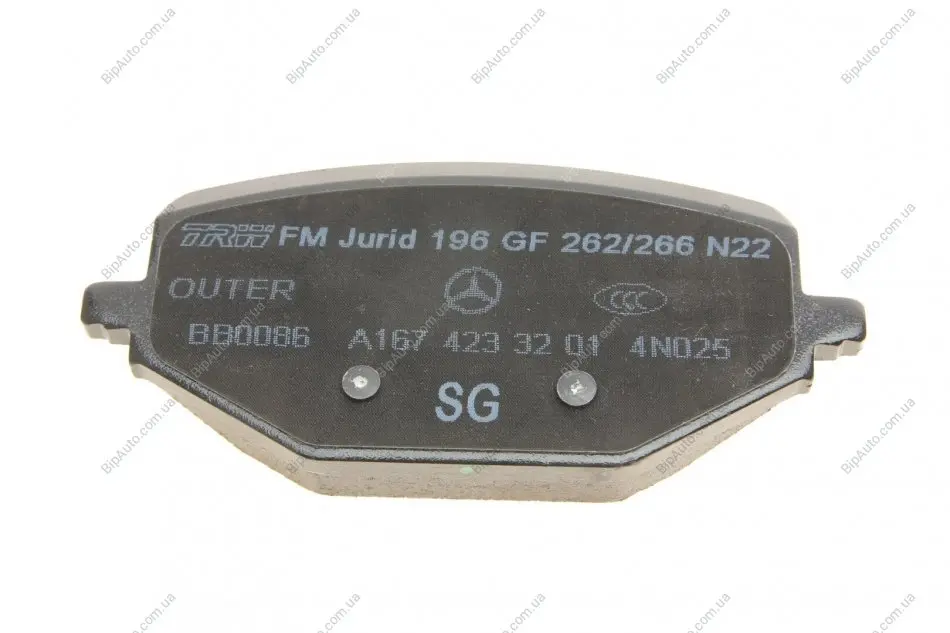 TRW FM Jurid 196 GF 262/266 N22
OUTER CCC
BB0086 A167 423 32 01 4N025
SG
BipAuto.com.ua